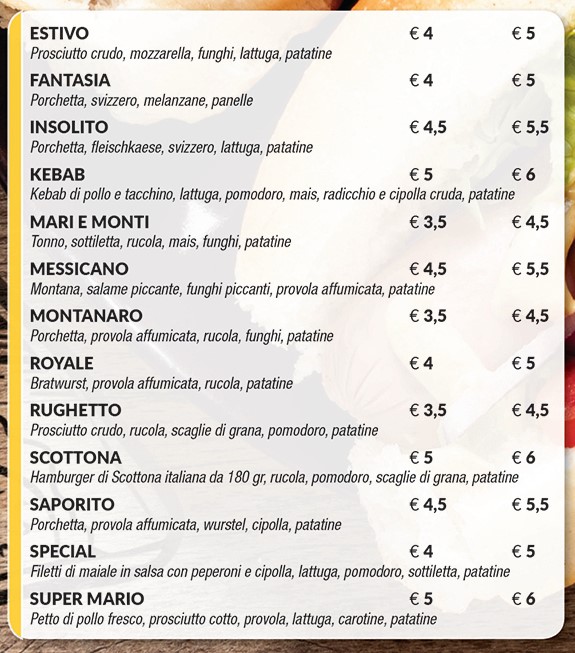 ESTIVO € 4 € 5
Prosciutto crudo, mozzarella, funghi, lattuga, patatine
FANTASIA € 4 € 5
Porchetta, svizzero, melanzane, panelle
INSOLITO € 4,5 € 5,5
Porchetta, fleischkaese, svizzero, lattuga, patatine
KEBAB € 5 € 6
Kebab di pollo e tacchino, lattuga, pomodoro, mais, radicchio e cipolla cruda, patatine
MARI E MONTI € 3,5 € 4,5
Tonno, sottiletta, rucola, mais, funghi, patatine
MESSICANO € 4,5 € 5,5
Montana, salame piccante, funghi piccanti, provola affumicata, patatine
MONTANARO € 3,5 € 4,5
Porchetta, provola affumicata, rucola, funghi, patatine
ROYALE € 4 € 5
Bratwurst, provola affumicata, rucola, patatine
RUGHETTO € 3,5 € 4,5
Prosciutto crudo, rucola, scaglie di grana, pomodoro, patatine
SCOTTONA € 5 € 6
Hamburger di Scottona italiana da 180 gr, rucola, pomodoro, scaglie di grana, patatine
SAPORITO € 4,5 € 5,5
Porchetta, provola affumicata, wurstel, cipolla, patatine
SPECIAL € 4 € 5
Filetti di maiale in salsa con peperoni e cipolla, lattuga, pomodoro, sottiletta, patatine
SUPER MARIO € 5 € 6
Petto di pollo fresco, prosciutto cotto, provola, lattuga, carotine, patatine